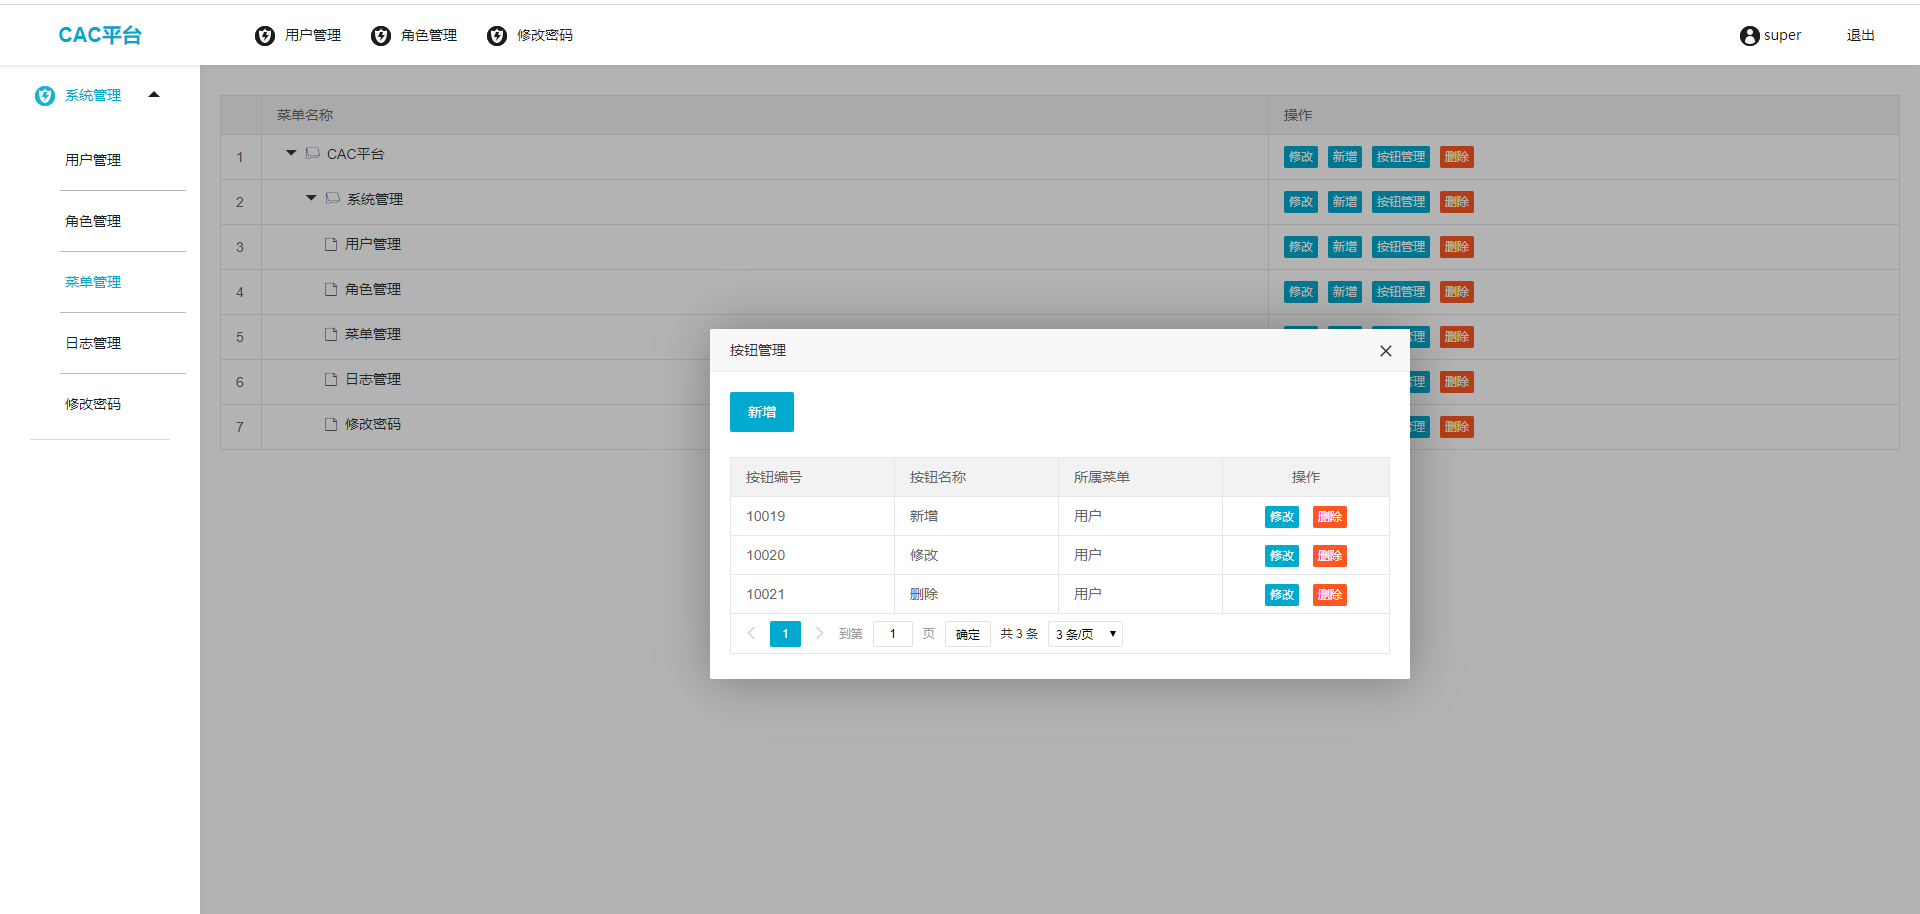 CAC平台 用户管理 角色管理 修改密码 super 退出
系统管理
用户管理
角色管理
菜单管理
日志管理
修改密码
菜单名称 操作
1 CAC平台 修改 新增 按钮管理 删除
2 系统管理 修改 新增 按钮管理 删除
3 用户管理 修改 新增 按钮管理 删除
4 角色管理 修改 新增 按钮管理 删除
5 菜单管理 管理 删除
6 日志管理 管理 删除
7 修改密码 管理 删除
按钮管理
新增
按钮编号 按钮名称 所属菜单 操作
10019 新增 用户 修改 删除
10020 修改 用户 修改 删除
10021 删除 用户 修改 删除
1 到第 1 页 确定 共 3 条 3 条/页